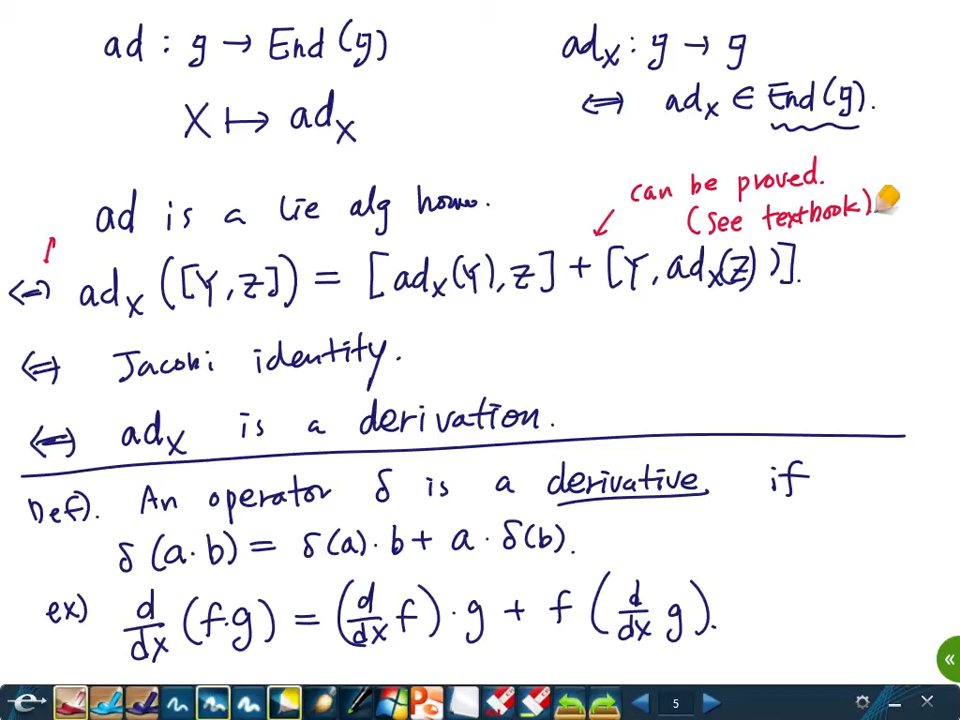 ad : g → End(g)
ad_X : g → g
X ↦ ad_X
⇔ ad_X ∈ End(g).
can be proved.
(see textbook)
ad is a Lie alg homo.
⇔ ad_X ([Y, Z]) = [ad_X(Y), Z] + [Y, ad_X(Z))].
⇔ Jacobi identity.
⇔ ad_X is a derivation.
Def). An operator δ is a derivative if
δ(a·b) = δ(a)·b + a·δ(b).
ex) d/dx (f·g) = (d/dx f)·g + f (d/dx g).
5